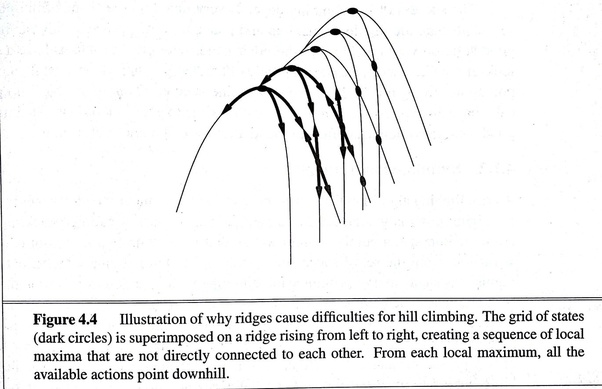 Figure 4.4 Illustration of why ridges cause difficulties for hill climbing. The grid of states
(dark circles) is superimposed on a ridge rising from left to right, creating a sequence of local
maxima that are not directly connected to each other. From each local maximum, all the
available actions point downhill.